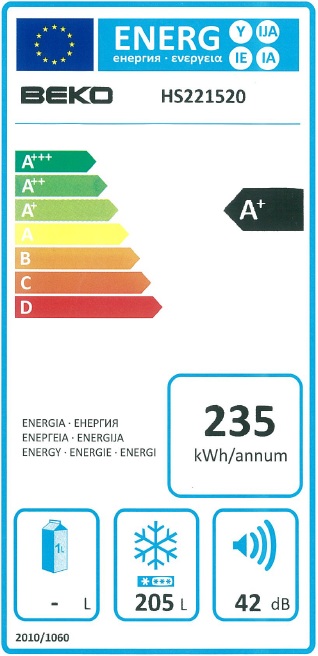 ENERG Y IJA
енергия · ενεργεια IE IA
BEKO HS221520
A+++
A++
A+
A
B
C
D
A+
ENERGIA · ЕНЕРГИЯ
ΕΝΕΡΓΕΙΑ · ENERGIJA
ENERGY · ENERGIE · ENERGI
235
kWh/annum
1L
- L
205 L
42 dB
2010/1060